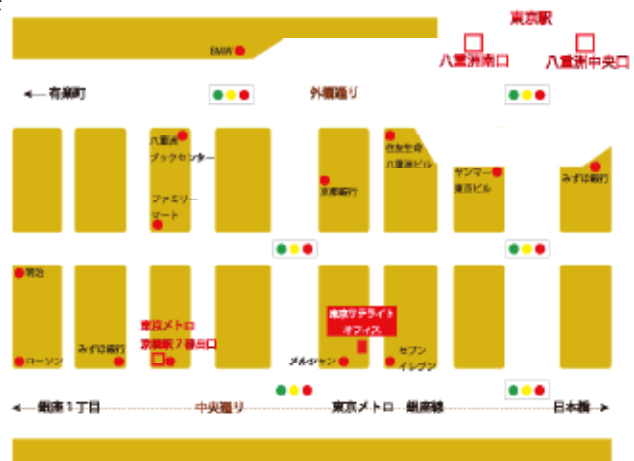 東京駅
BMW
八重洲南口
八重洲中央口
← 有楽町
外堀通り
八重洲
ブックセンター
住友生命
八重洲ビル
ヤンマー
東京ビル
みずほ銀行
京都銀行
ファミリー
マート
明治
東京メトロ
京橋駅7番出口
東京サテライト
オフィス
ローソン
みずほ銀行
メルシャン
セブン
イレブン
← 銀座1丁目
中央通り
東京メトロ 銀座線
日本橋 →